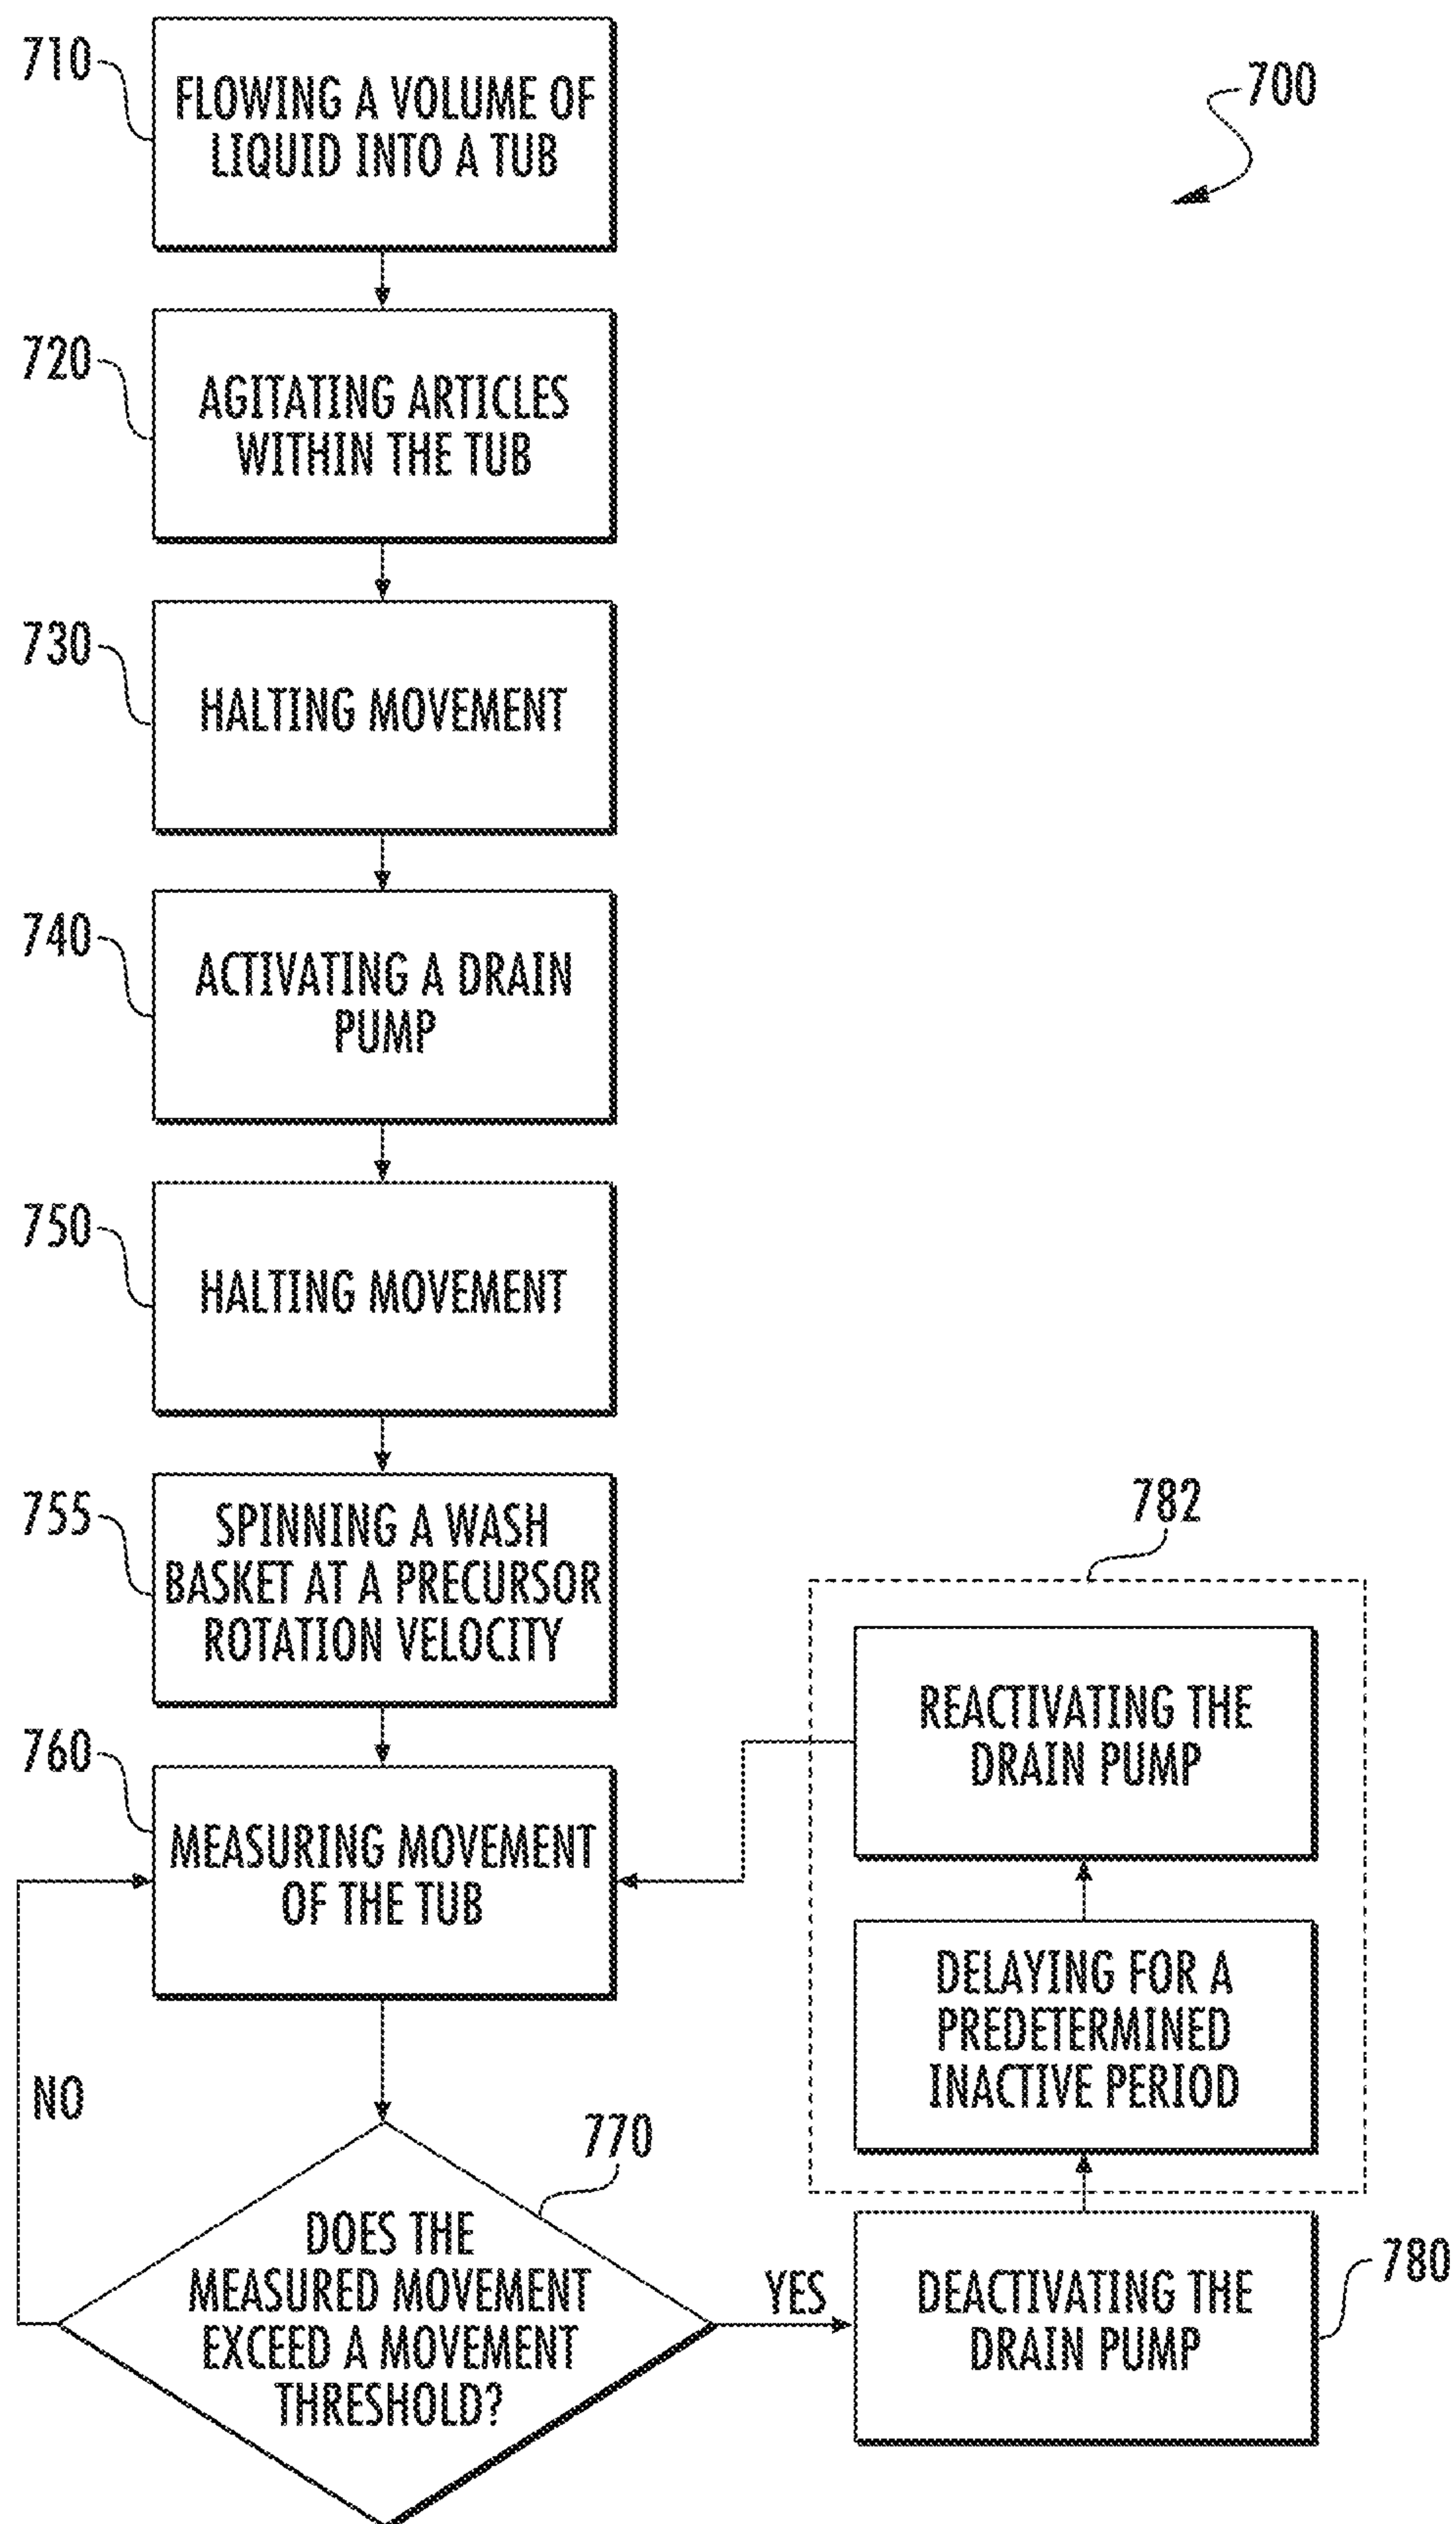 710
FLOWING A VOLUME OF
LIQUID INTO A TUB
700
720
AGITATING ARTICLES
WITHIN THE TUB
730
HALTING MOVEMENT
740
ACTIVATING A DRAIN
PUMP
750
HALTING MOVEMENT
755
SPINNING A WASH
BASKET AT A PRECURSOR
ROTATION VELOCITY
760
MEASURING MOVEMENT
OF THE TUB
NO
770
DOES THE
MEASURED MOVEMENT
EXCEED A MOVEMENT
THRESHOLD?
YES
782
REACTIVATING THE
DRAIN PUMP
DELAYING FOR A
PREDETERMINED
INACTIVE PERIOD
DEACTIVATING THE
DRAIN PUMP
780